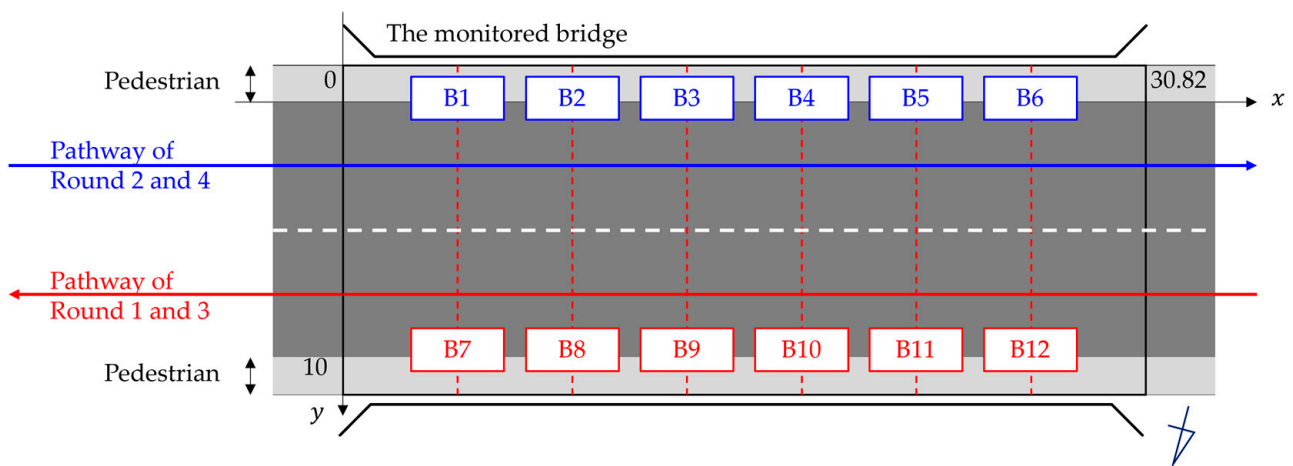 The monitored bridge
Pedestrian
0
30.82
B1 B2 B3 B4 B5 B6
x
Pathway of
Round 2 and 4
Pathway of
Round 1 and 3
B7 B8 B9 B10 B11 B12
Pedestrian
10
y